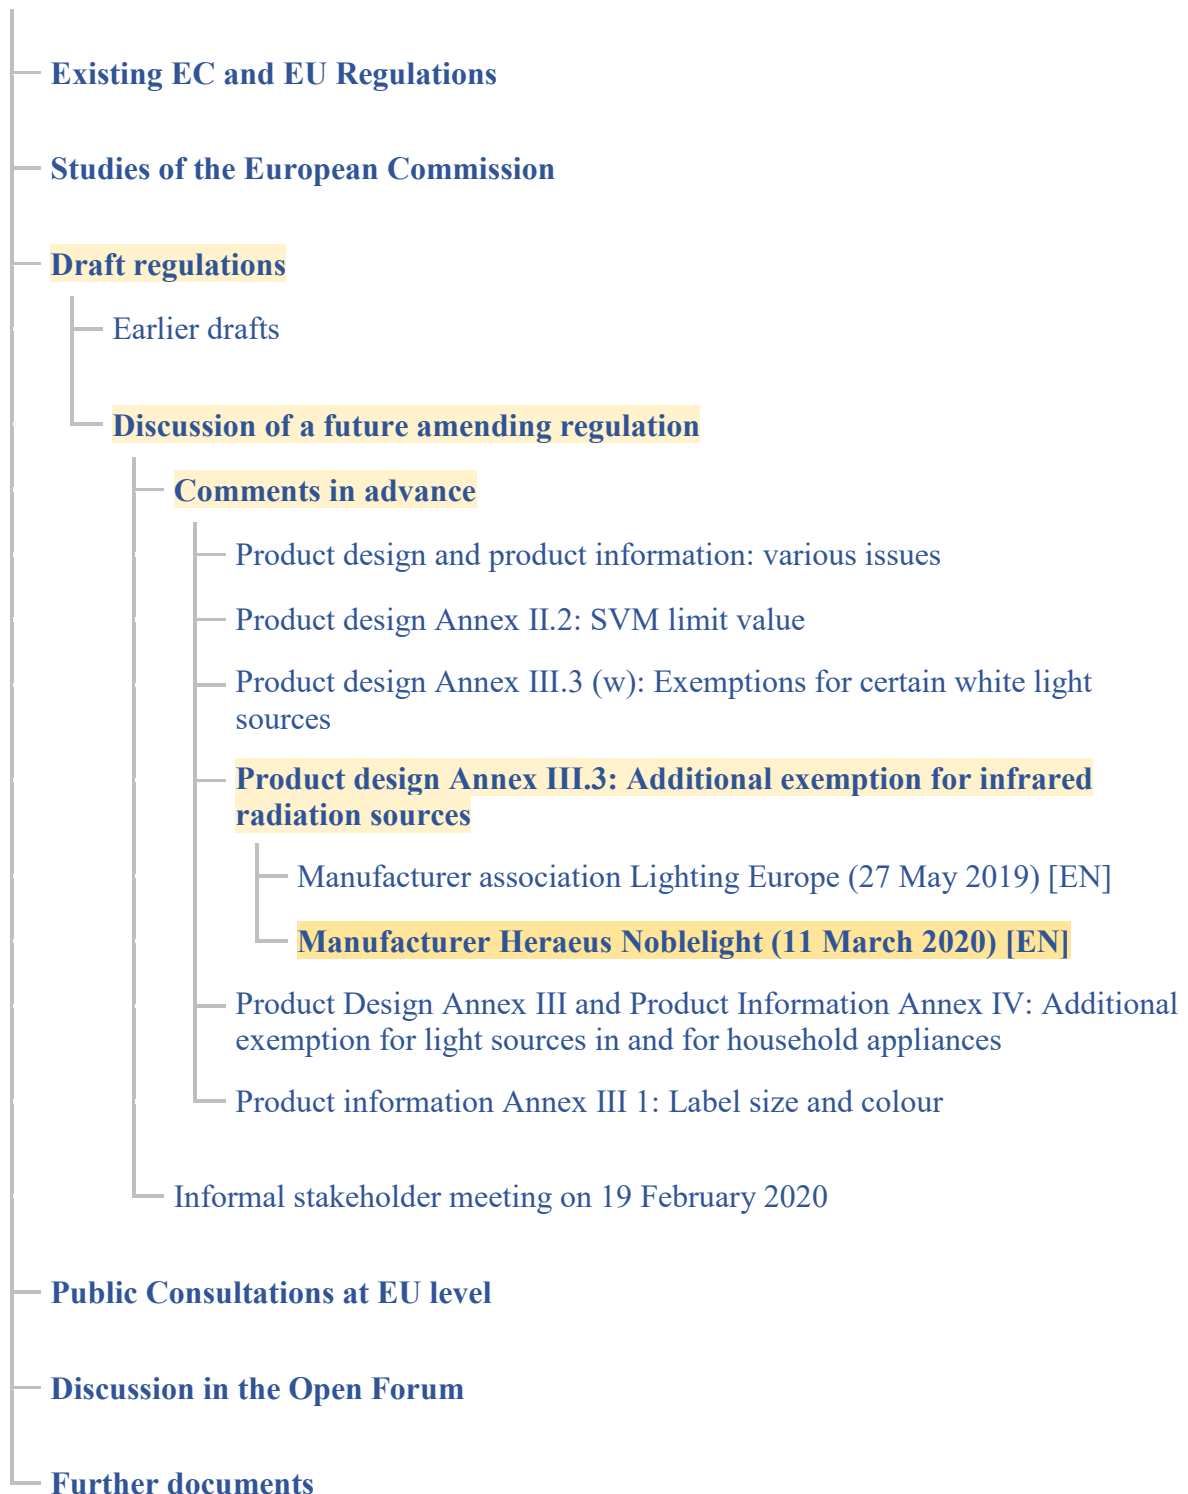 Existing EC and EU Regulations
Studies of the European Commission
Draft regulations
Earlier drafts
Discussion of a future amending regulation
Comments in advance
Product design and product information: various issues
Product design Annex II.2: SVM limit value
Product design Annex III.3 (w): Exemptions for certain white light
sources
Product design Annex III.3: Additional exemption for infrared
radiation sources
Manufacturer association Lighting Europe (27 May 2019) [EN]
Manufacturer Heraeus Noblelight (11 March 2020) [EN]
Product Design Annex III and Product Information Annex IV: Additional
exemption for light sources in and for household appliances
Product information Annex III 1: Label size and colour
Informal stakeholder meeting on 19 February 2020
Public Consultations at EU level
Discussion in the Open Forum
Further documents